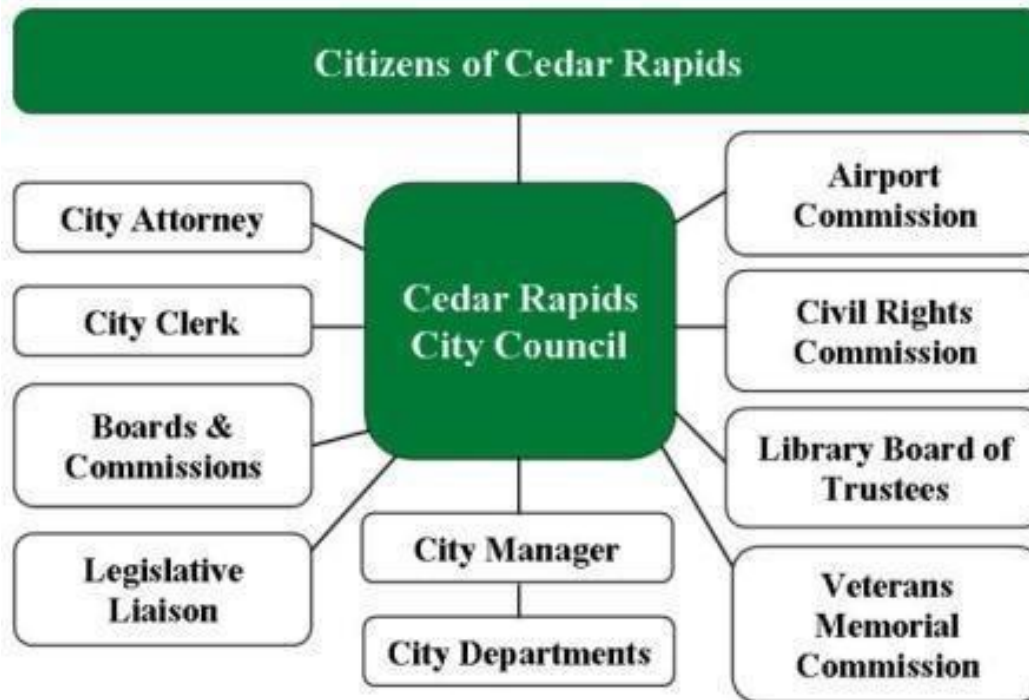 Citizens of Cedar Rapids
City Attorney
City Clerk
Boards &
Commissions
Legislative
Liaison
Cedar Rapids
City Council
City Manager
City Departments
Airport
Commission
Civil Rights
Commission
Library Board of
Trustees
Veterans
Memorial
Commission